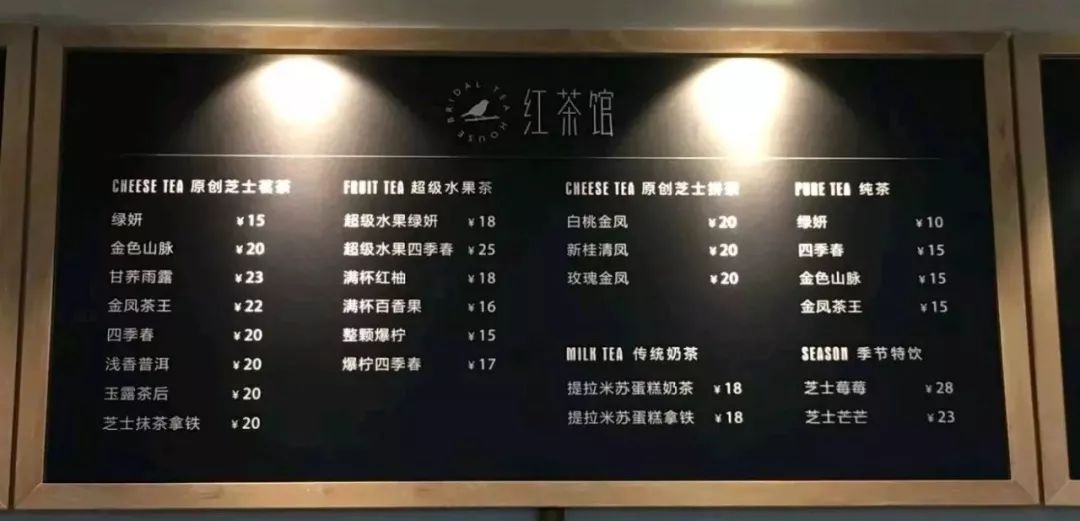 BRIDAL TEA HOUSE
红茶馆
CHEESE TEA 原创芝士茗茶
绿妍 ¥15
金色山脉 ¥20
甘荠雨露 ¥23
金凤茶王 ¥22
四季春 ¥20
浅香普洱 ¥20
玉露茶后 ¥20
芝士抹茶拿铁 ¥20
FRUIT TEA 超级水果茶
超级水果绿妍 ¥18
超级水果四季春 ¥25
满杯红柚 ¥18
满杯百香果 ¥16
整颗爆柠 ¥15
爆柠四季春 ¥17
CHEESE TEA 原创芝士
白桃金凤 ¥20
新桂清凤 ¥20
玫瑰金凤 ¥20
MILK TEA 传统奶茶
提拉米苏蛋糕奶茶 ¥18
提拉米苏蛋糕拿铁 ¥18
PURE TEA 纯茶
绿妍 ¥10
四季春 ¥15
金色山脉 ¥15
金凤茶王 ¥15
SEASON 季节特饮
芝士莓莓 ¥28
芝士芒芒 ¥23